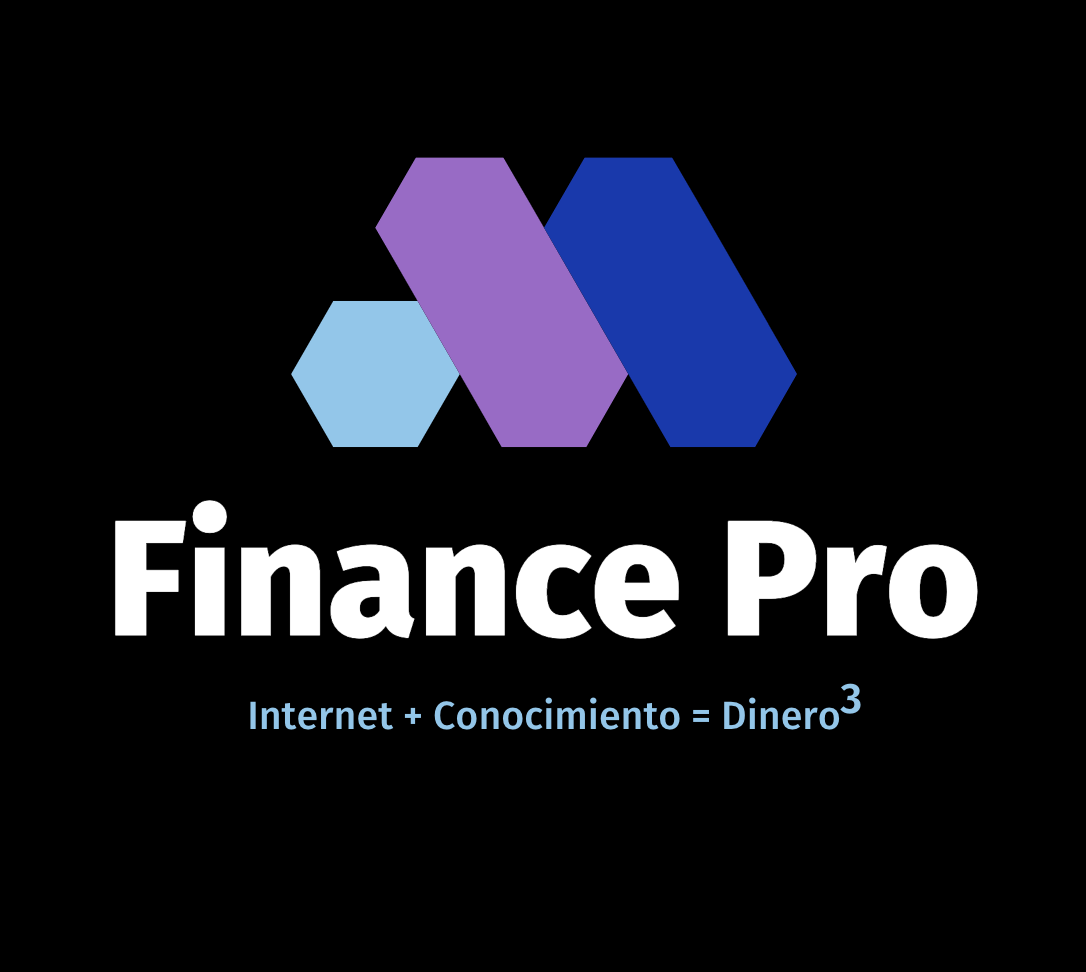 Finance Pro
Internet + Conocimiento = Dinero³